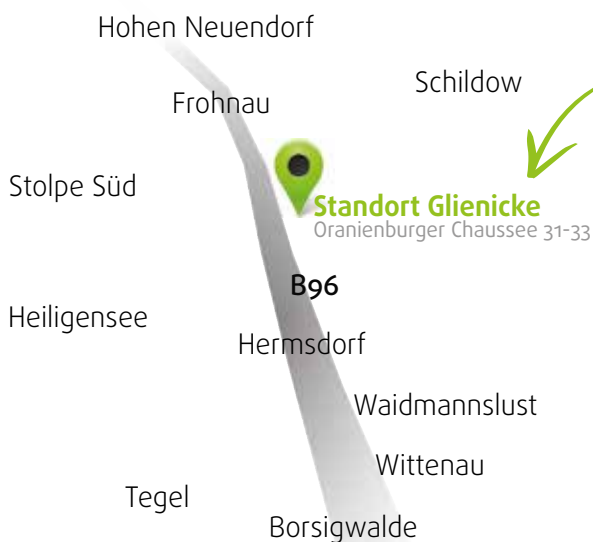 Hohen Neuendorf
Schildow
Frohnau
Stolpe Süd
Standort Glienicke
Oranienburger Chaussee 31-33
B96
Heiligensee
Hermsdorf
Waidmannslust
Wittenau
Tegel
Borsigwalde